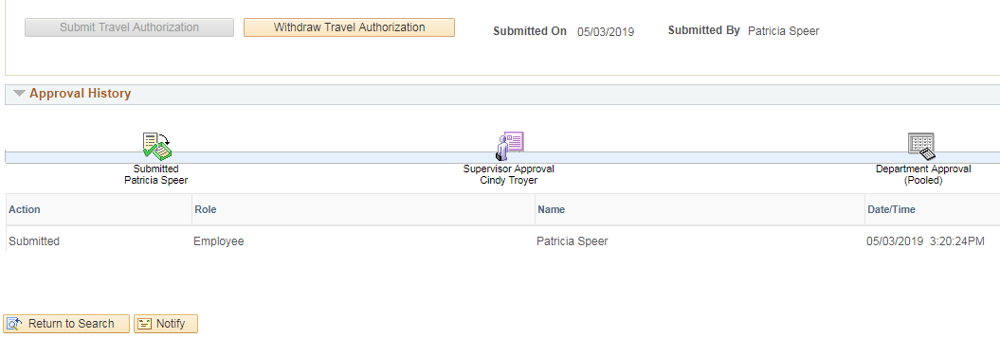 Submit Travel Authorization
Withdraw Travel Authorization
Submitted On 05/03/2019
Submitted By Patricia Speer
Approval History
Submitted
Patricia Speer
Supervisor Approval
Cindy Troyer
Department Approval
(Pooled)
Action Role Name Date/Time
Submitted Employee Patricia Speer 05/03/2019 3:20:24PM
Return to Search
Notify